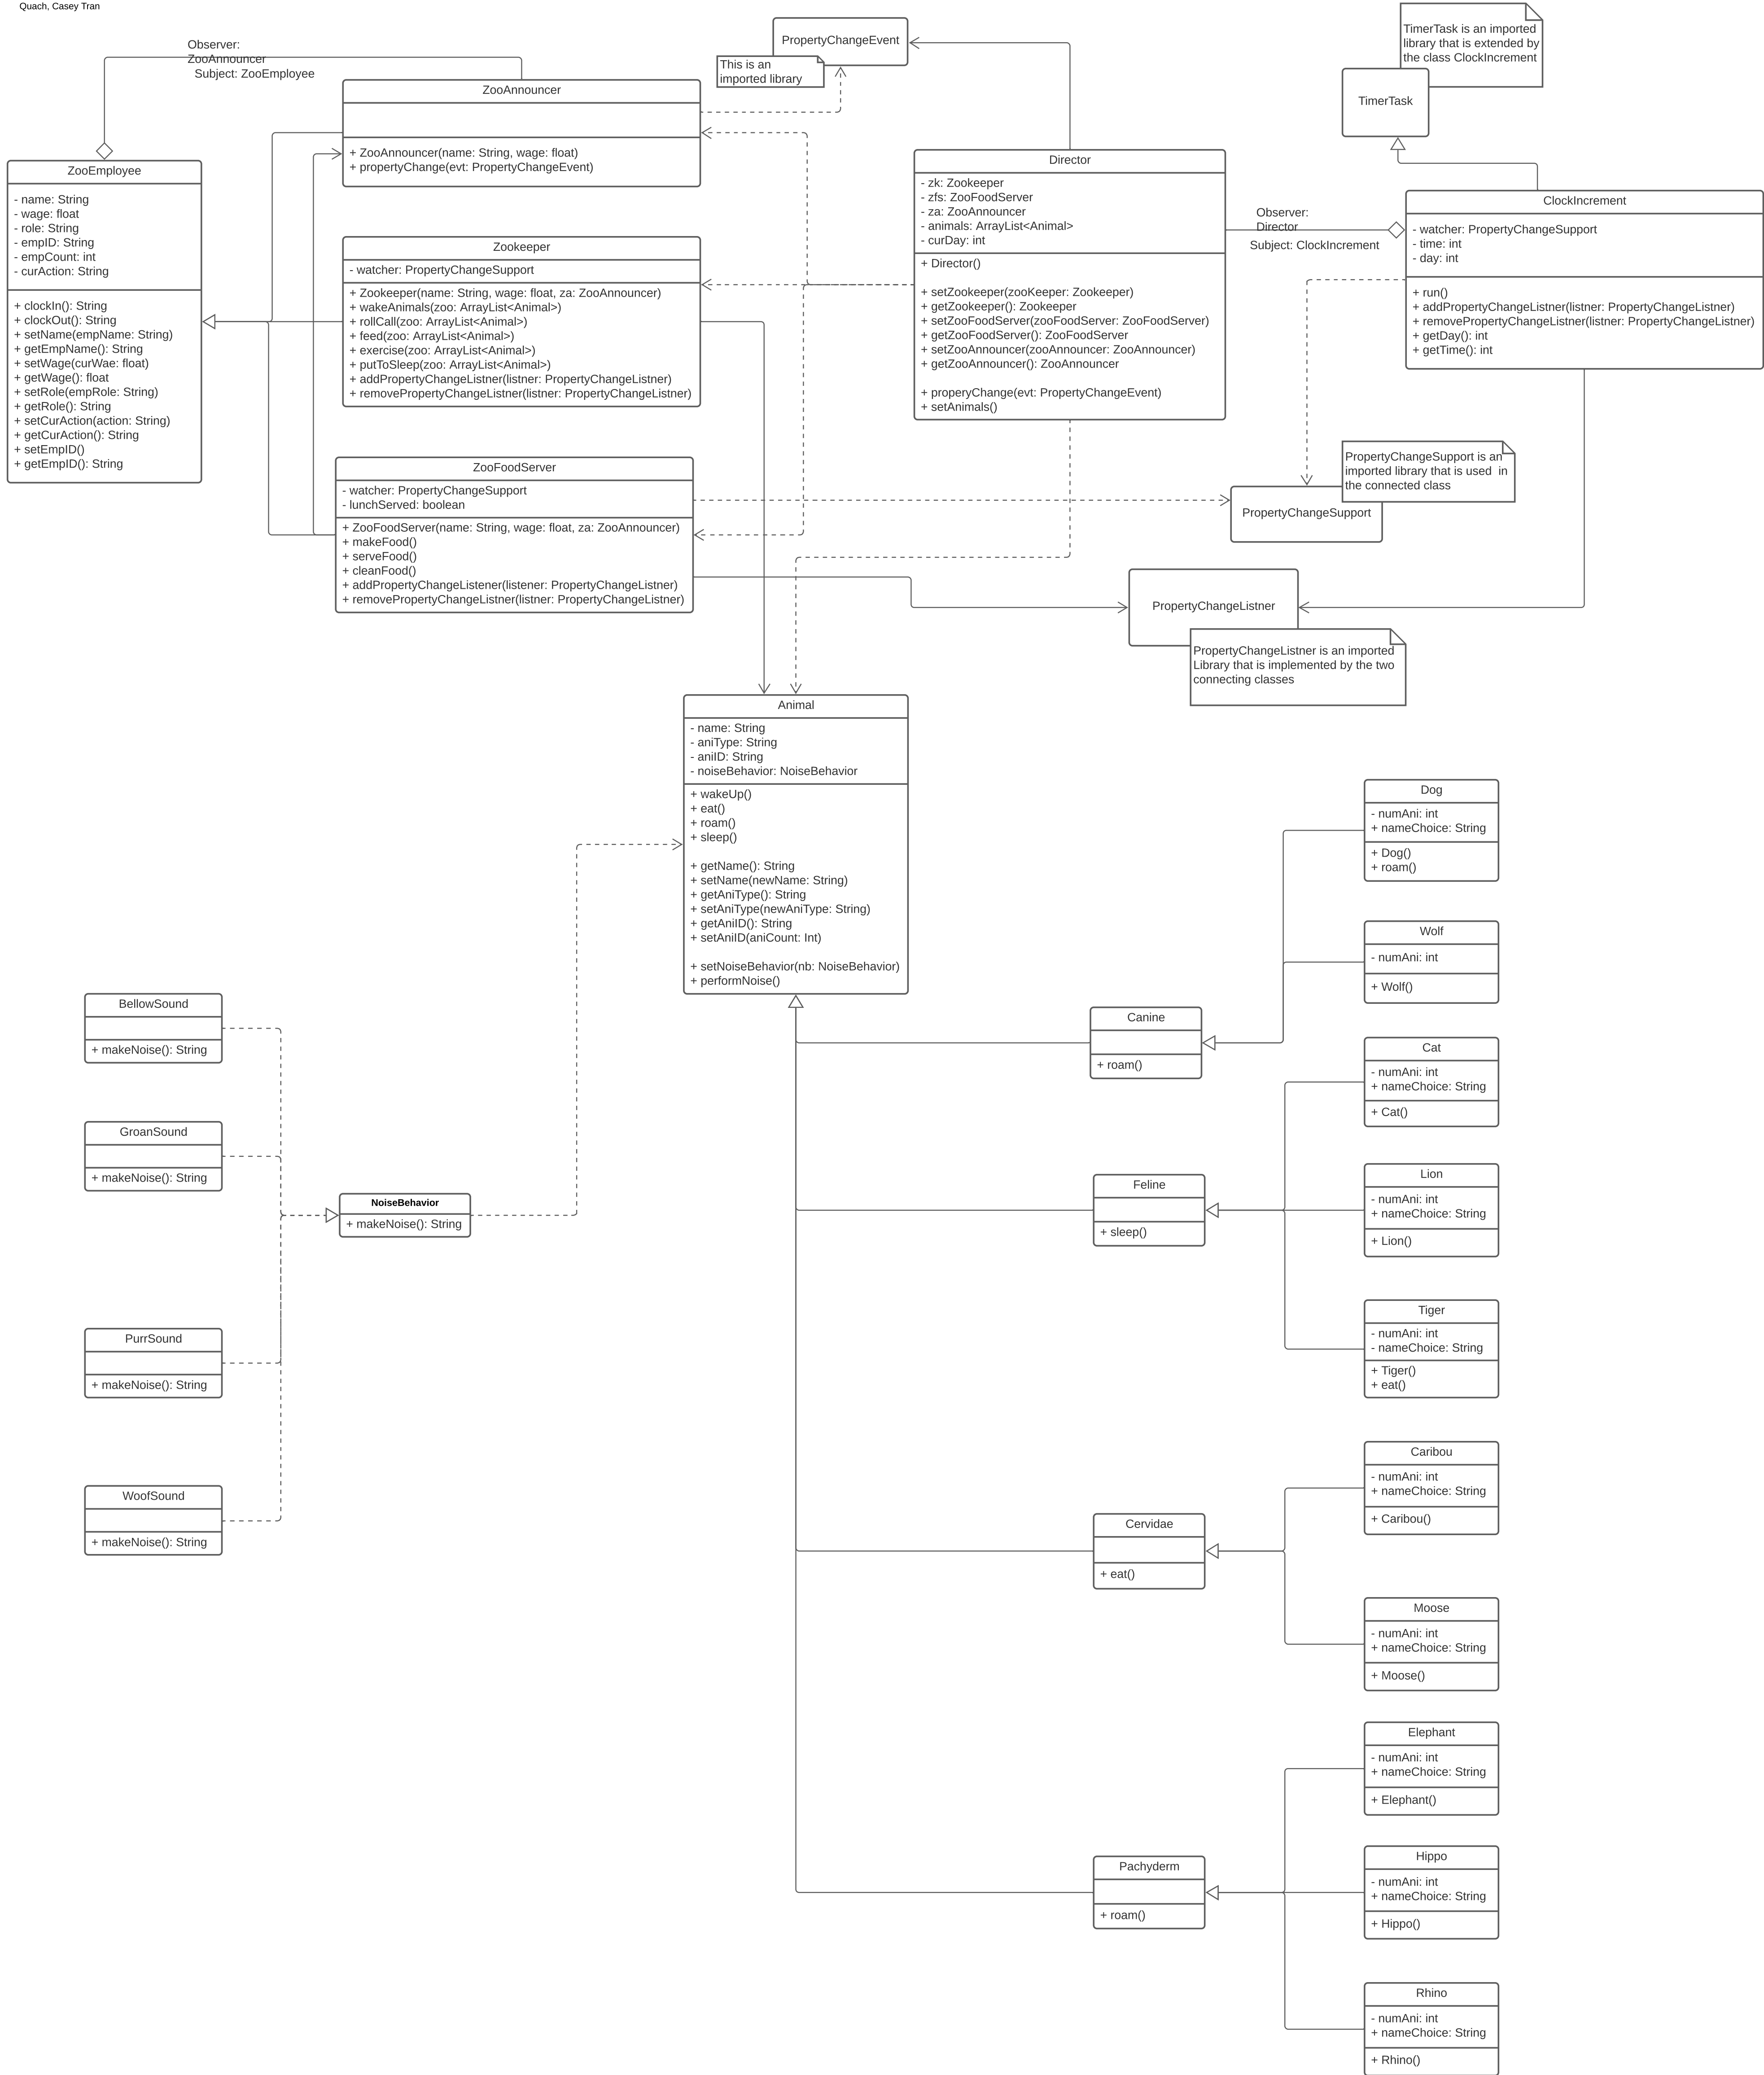 Quach, Casey Tran
Observer:
ZooAnnouncer
Subject: ZooEmployee
PropertyChangeEvent
This is an
imported library
TimerTask is an imported
library that is extended by
the class ClockIncrement
TimerTask
ZooAnnouncer
+ ZooAnnouncer(name: String, wage: float)
+ propertyChange(evt: PropertyChangeEvent)
ZooEmployee
- name: String
- wage: float
- role: String
- empID: String
- empCount: int
- curAction: String
+ clockIn(): String
+ clockOut(): String
+ setName(empName: String)
+ getEmpName(): String
+ setWage(curWae: float)
+ getWage(): float
+ setRole(empRole: String)
+ getRole(): String
+ setCurAction(action: String)
+ getCurAction(): String
+ setEmpID()
+ getEmpID(): String
Zookeeper
- watcher: PropertyChangeSupport
+ Zookeeper(name: String, wage: float, za: ZooAnnouncer)
+ wakeAnimals(zoo: ArrayList<Animal>)
+ rollCall(zoo: ArrayList<Animal>)
+ feed(zoo: ArrayList<Animal>)
+ exercise(zoo: ArrayList<Animal>)
+ putToSleep(zoo: ArrayList<Animal>)
+ addPropertyChangeListner(listner: PropertyChangeListner)
+ removePropertyChangeListner(listner: PropertyChangeListner)
Director
- zk: Zookeeper
- zfs: ZooFoodServer
- za: ZooAnnouncer
- animals: ArrayList<Animal>
- curDay: int
+ Director()
+ setZookeeper(zooKeeper: Zookeeper)
+ getZookeeper(): Zookeeper
+ setZooFoodServer(zooFoodServer: ZooFoodServer)
+ getZooFoodServer(): ZooFoodServer
+ setZooAnnouncer(zooAnnouncer: ZooAnnouncer)
+ getZooAnnouncer(): ZooAnnouncer
+ properyChange(evt: PropertyChangeEvent)
+ setAnimals()
Observer:
Director
Subject: ClockIncrement
ClockIncrement
- watcher: PropertyChangeSupport
- time: int
- day: int
+ run()
+ addPropertyChangeListner(listner: PropertyChangeListner)
+ removePropertyChangeListner(listner: PropertyChangeListner)
+ getDay(): int
+ getTime(): int
ZooFoodServer
- watcher: PropertyChangeSupport
- lunchServed: boolean
+ ZooFoodServer(name: String, wage: float, za: ZooAnnouncer)
+ makeFood()
+ serveFood()
+ cleanFood()
+ addPropertyChangeListener(listener: PropertyChangeListner)
+ removePropertyChangeListner(listner: PropertyChangeListner)
PropertyChangeSupport is an
imported library that is used in
the connected class
PropertyChangeSupport
PropertyChangeListner
PropertyChangeListner is an imported
Library that is implemented by the two
connecting classes
Animal
- name: String
- aniType: String
- aniID: String
- noiseBehavior: NoiseBehavior
+ wakeUp()
+ eat()
+ roam()
+ sleep()
+ getName(): String
+ setName(newName: String)
+ getAniType(): String
+ setAniType(newAniType: String)
+ getAniID(): String
+ setAniID(aniCount: Int)
+ setNoiseBehavior(nb: NoiseBehavior)
+ performNoise()
BellowSound
+ makeNoise(): String
GroanSound
+ makeNoise(): String
NoiseBehavior
+ makeNoise(): String
PurrSound
+ makeNoise(): String
WoofSound
+ makeNoise(): String
Canine
+ roam()
Feline
+ sleep()
Cervidae
+ eat()
Pachyderm
+ roam()
Dog
- numAni: int
+ nameChoice: String
+ Dog()
+ roam()
Wolf
- numAni: int
+ Wolf()
Cat
- numAni: int
+ nameChoice: String
+ Cat()
Lion
- numAni: int
+ nameChoice: String
+ Lion()
Tiger
- numAni: int
- nameChoice: String
+ Tiger()
+ eat()
Caribou
- numAni: int
+ nameChoice: String
+ Caribou()
Moose
- numAni: int
+ nameChoice: String
+ Moose()
Elephant
- numAni: int
+ nameChoice: String
+ Elephant()
Hippo
- numAni: int
+ nameChoice: String
+ Hippo()
Rhino
- numAni: int
+ nameChoice: String
+ Rhino()